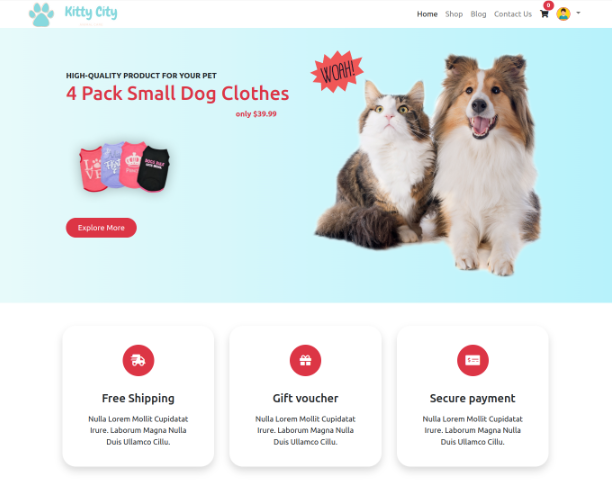 Kitty City
Home Shop Blog Contact Us 0
HIGH-QUALITY PRODUCT FOR YOUR PET
4 Pack Small Dog Clothes
only $39.99
WOAH!
LOVE
Explore More
Free Shipping
Nulla Lorem Mollit Cupidatat
Irure. Laborum Magna Nulla
Duis Ullamco Cillu.
Gift voucher
Nulla Lorem Mollit Cupidatat
Irure. Laborum Magna Nulla
Duis Ullamco Cillu.
Secure payment
Nulla Lorem Mollit Cupidatat
Irure. Laborum Magna Nulla
Duis Ullamco Cillu.